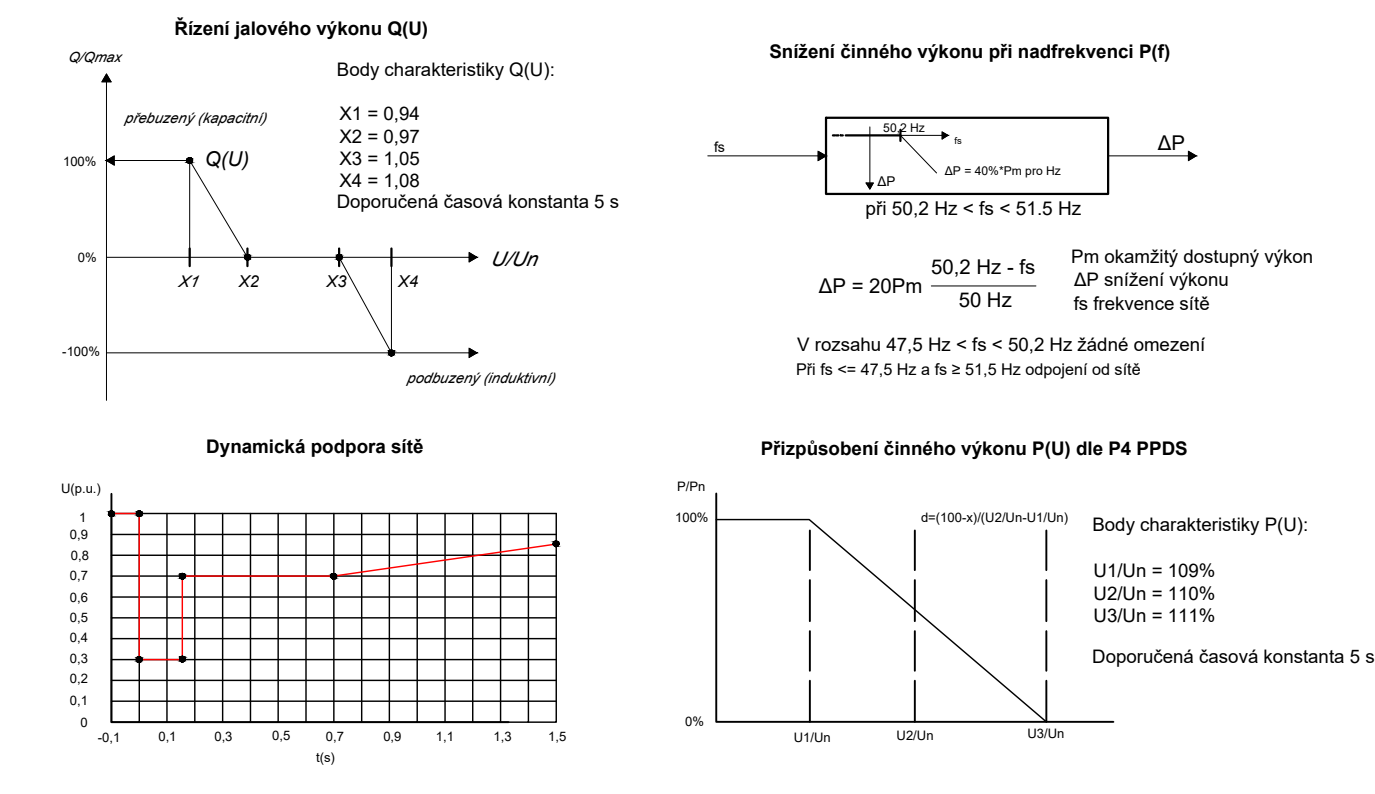 Řízení jalového výkonu Q(U)
Q/Qmax
přebuzený (kapacitní)
100%
Q(U)
0%
X1
X2
X3
X4
U/Un
-100%
podbuzený (induktivní)
Body charakteristiky Q(U):
X1 = 0,94
X2 = 0,97
X3 = 1,05
X4 = 1,08
Doporučená časová konstanta 5 s
Snížení činného výkonu při nadfrekvenci P(f)
fs
50,2 Hz
fs
ΔP = 40%*Pm pro Hz
ΔP
ΔP
při 50,2 Hz < fs < 51.5 Hz
ΔP = 20Pm
50,2 Hz - fs
50 Hz
Pm okamžitý dostupný výkon
ΔP snížení výkonu
fs frekvence sítě
V rozsahu 47,5 Hz < fs < 50,2 Hz žádné omezení
Při fs <= 47,5 Hz a fs ≥ 51,5 Hz odpojení od sítě
Dynamická podpora sítě
U(p.u.)
1
0,9
0,8
0,7
0,6
0,5
0,4
0,3
0,2
0,1
0
-0,1
0,1
0,3
0,5
0,7
0,9
1,1
1,3
1,5
t(s)
Přizpůsobení činného výkonu P(U) dle P4 PPDS
P/Pn
100%
d=(100-x)/(U2/Un-U1/Un)
0%
U1/Un
U2/Un
U3/Un
Body charakteristiky P(U):
U1/Un = 109%
U2/Un = 110%
U3/Un = 111%
Doporučená časová konstanta 5 s